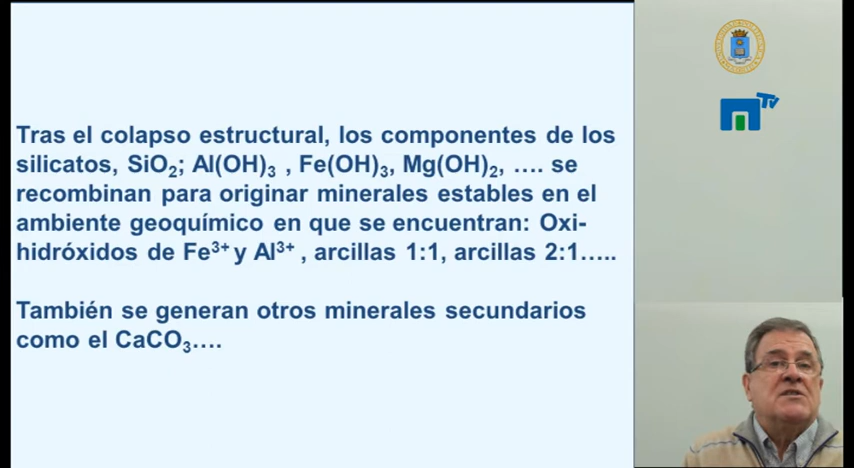 Tras el colapso estructural, los componentes de los
silicatos, SiO₂; Al(OH)₃ , Fe(OH)₃, Mg(OH)₂, .... se
recombinan para originar minerales estables en el
ambiente geoquímico en que se encuentran: Oxi-
hidróxidos de Fe³⁺ y Al³⁺ , arcillas 1:1, arcillas 2:1.....
También se generan otros minerales secundarios
como el CaCO₃....
Tv